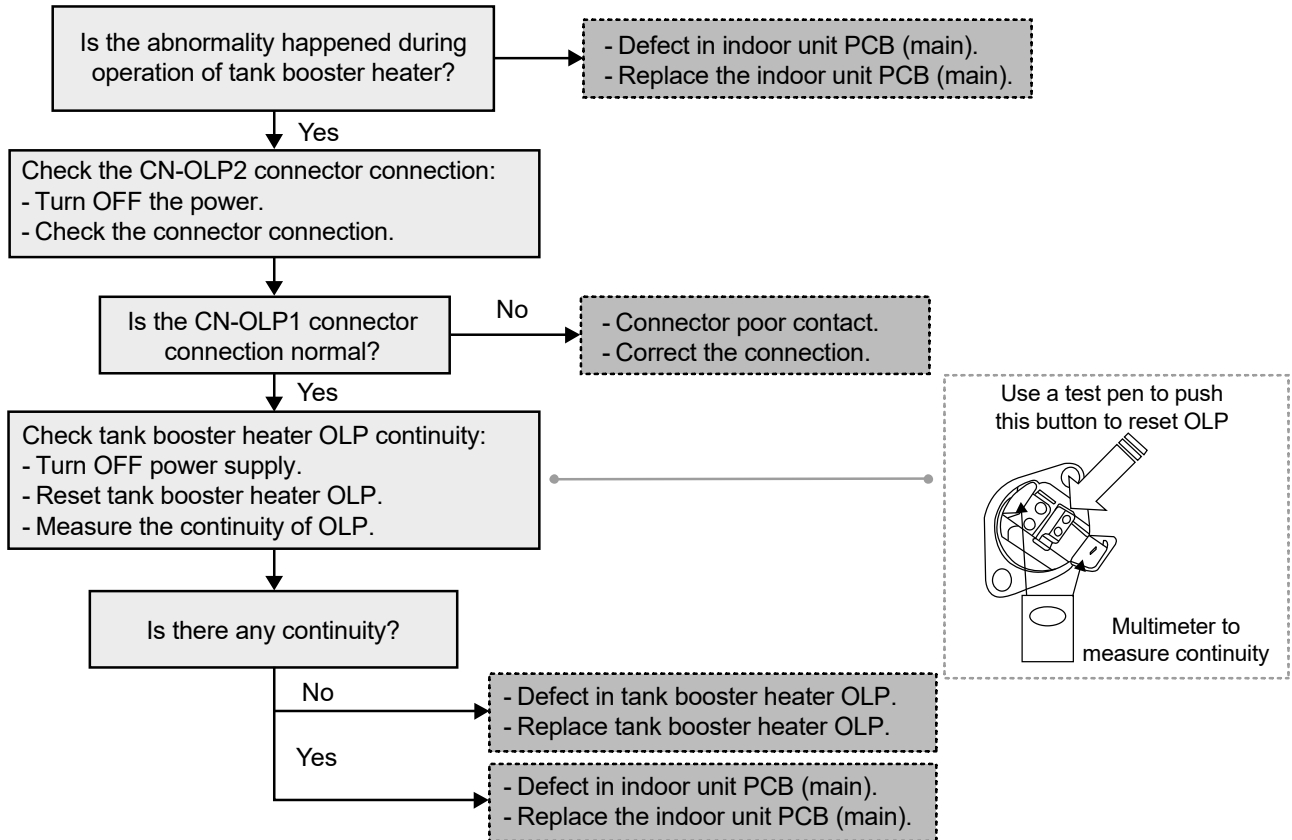 Is the abnormality happened during
operation of tank booster heater?
- Defect in indoor unit PCB (main).
- Replace the indoor unit PCB (main).
Yes
Check the CN-OLP2 connector connection:
- Turn OFF the power.
- Check the connector connection.
Is the CN-OLP1 connector
connection normal?
No
- Connector poor contact.
- Correct the connection.
Yes
Check tank booster heater OLP continuity:
- Turn OFF power supply.
- Reset tank booster heater OLP.
- Measure the continuity of OLP.
Use a test pen to push
this button to reset OLP
Multimeter to
measure continuity
Is there any continuity?
No
- Defect in tank booster heater OLP.
- Replace tank booster heater OLP.
Yes
- Defect in indoor unit PCB (main).
- Replace the indoor unit PCB (main).